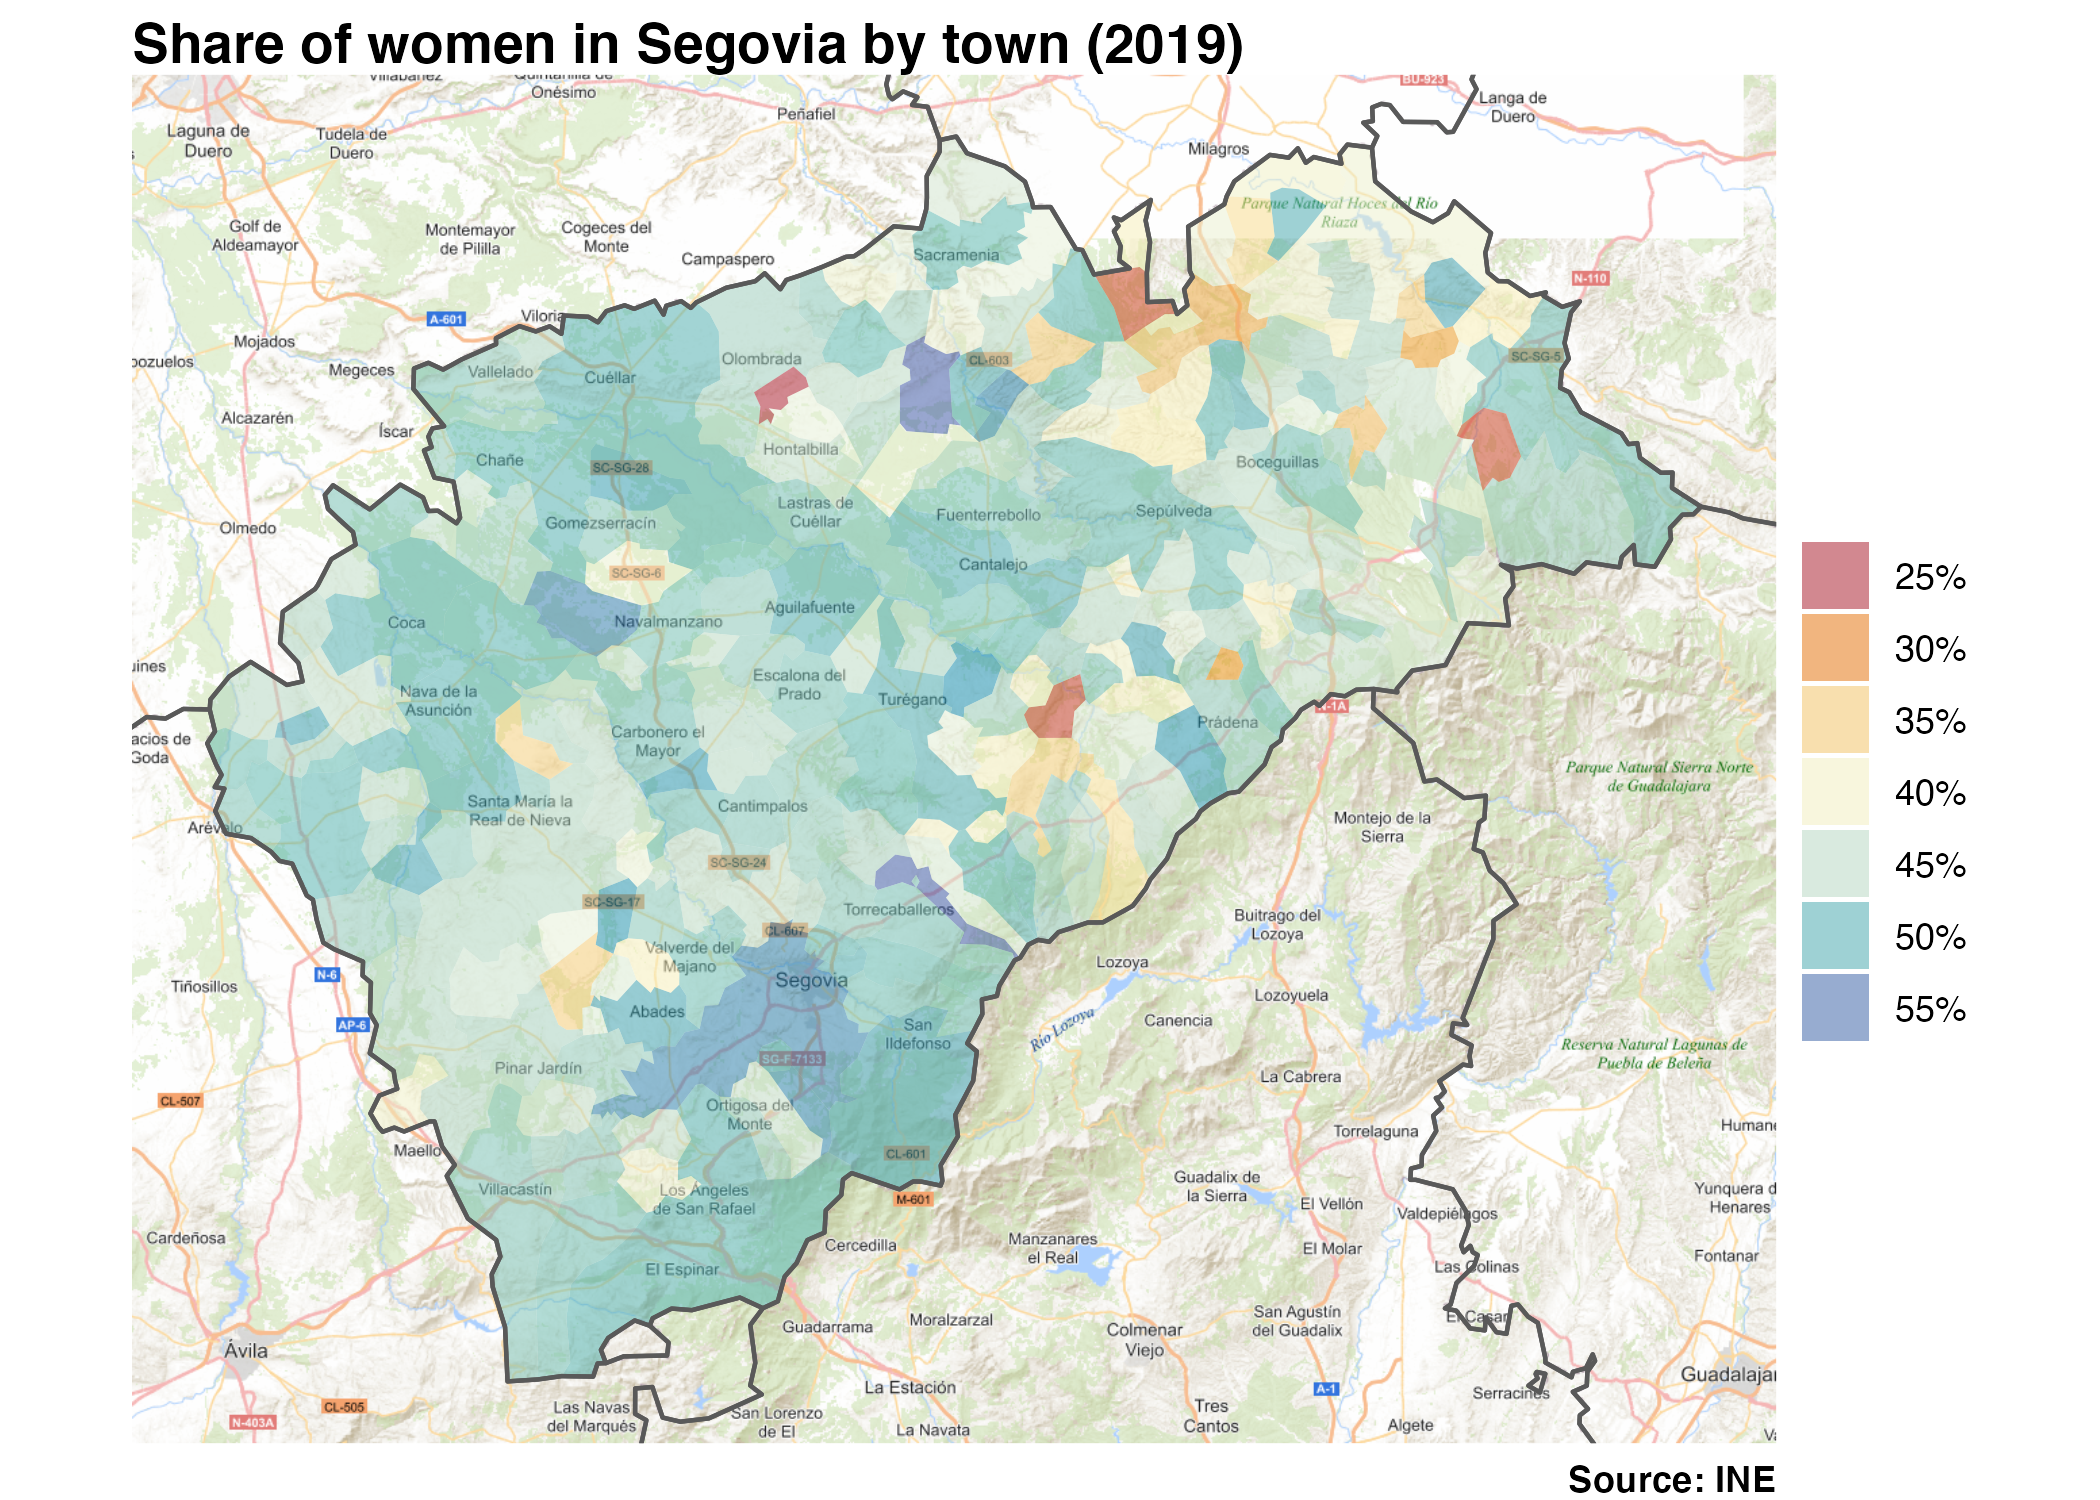 Share of women in Segovia by town (2019)
Villabáñez
Quintanilla de
Onésimo
Peñafiel
BU-923
Langa de
Duero
Laguna de
Duero
Tudela de
Duero
Milagros
Parque Natural Hoces del Río
Riaza
Golf de
Aldeamayor
Montemayor
de Pililla
Cogeces del
Monte
Campaspero
Sacramenia
N-110
A-601
Viloria
Mojados
Megeces
Vallelado
Cuéllar
Olombrada
CL-603
SC-SG-5
Alcazarén
Íscar
Chañe
SC-SG-28
Hontalbilla
Boceguillas
Olmedo
Gomezserracín
Lastras de
Cuéllar
Fuenterrebollo
Sepúlveda
SC-SG-6
Cantalejo
Coca
Navalmanzano
Aguilafuente
Nava de la
Asunción
Escalona del
Prado
Turégano
Carbonero el
Mayor
Prádena
N-1A
Goda
Parque Natural Sierra Norte
de Guadalajara
Santa María la
Real de Nieva
Cantimpalos
Arévalo
Montejo de la
Sierra
SC-SG-24
SC-SG-17
Torrecaballeros
Buitrago del
Lozoya
CL-607
Valverde del
Majano
Segovia
Lozoya
N-6
Tiñosillos
Lozoyuela
Abades
AP-6
San
Ildefonso
Río Lozoya
Canencia
SG-F-7133
Pinar Jardín
Reserva Natural Lagunas de
Puebla de Beleña
La Cabrera
CL-507
Ortigosa del
Monte
Torrelaguna
Maello
CL-601
Villacastín
Los Angeles
de San Rafael
M-601
Guadalix de
la Sierra
El Vellón
Valdepiélagos
Yunquera d
Henares
Cardeñosa
Cercedilla
Manzanares
el Real
El Molar
Fontanar
El Espinar
Las Colinas
Guadarrama
Moralzarzal
Colmenar
Viejo
San Agustín
del Guadalix
El Casar
Ávila
Guadalajar
La Estación
A-1
Serracines
CL-505
N-403A
Las Navas
del Marqués
San Lorenzo
de El
La Navata
Tres
Cantos
Algete
25%
30%
35%
40%
45%
50%
55%
Source: INE